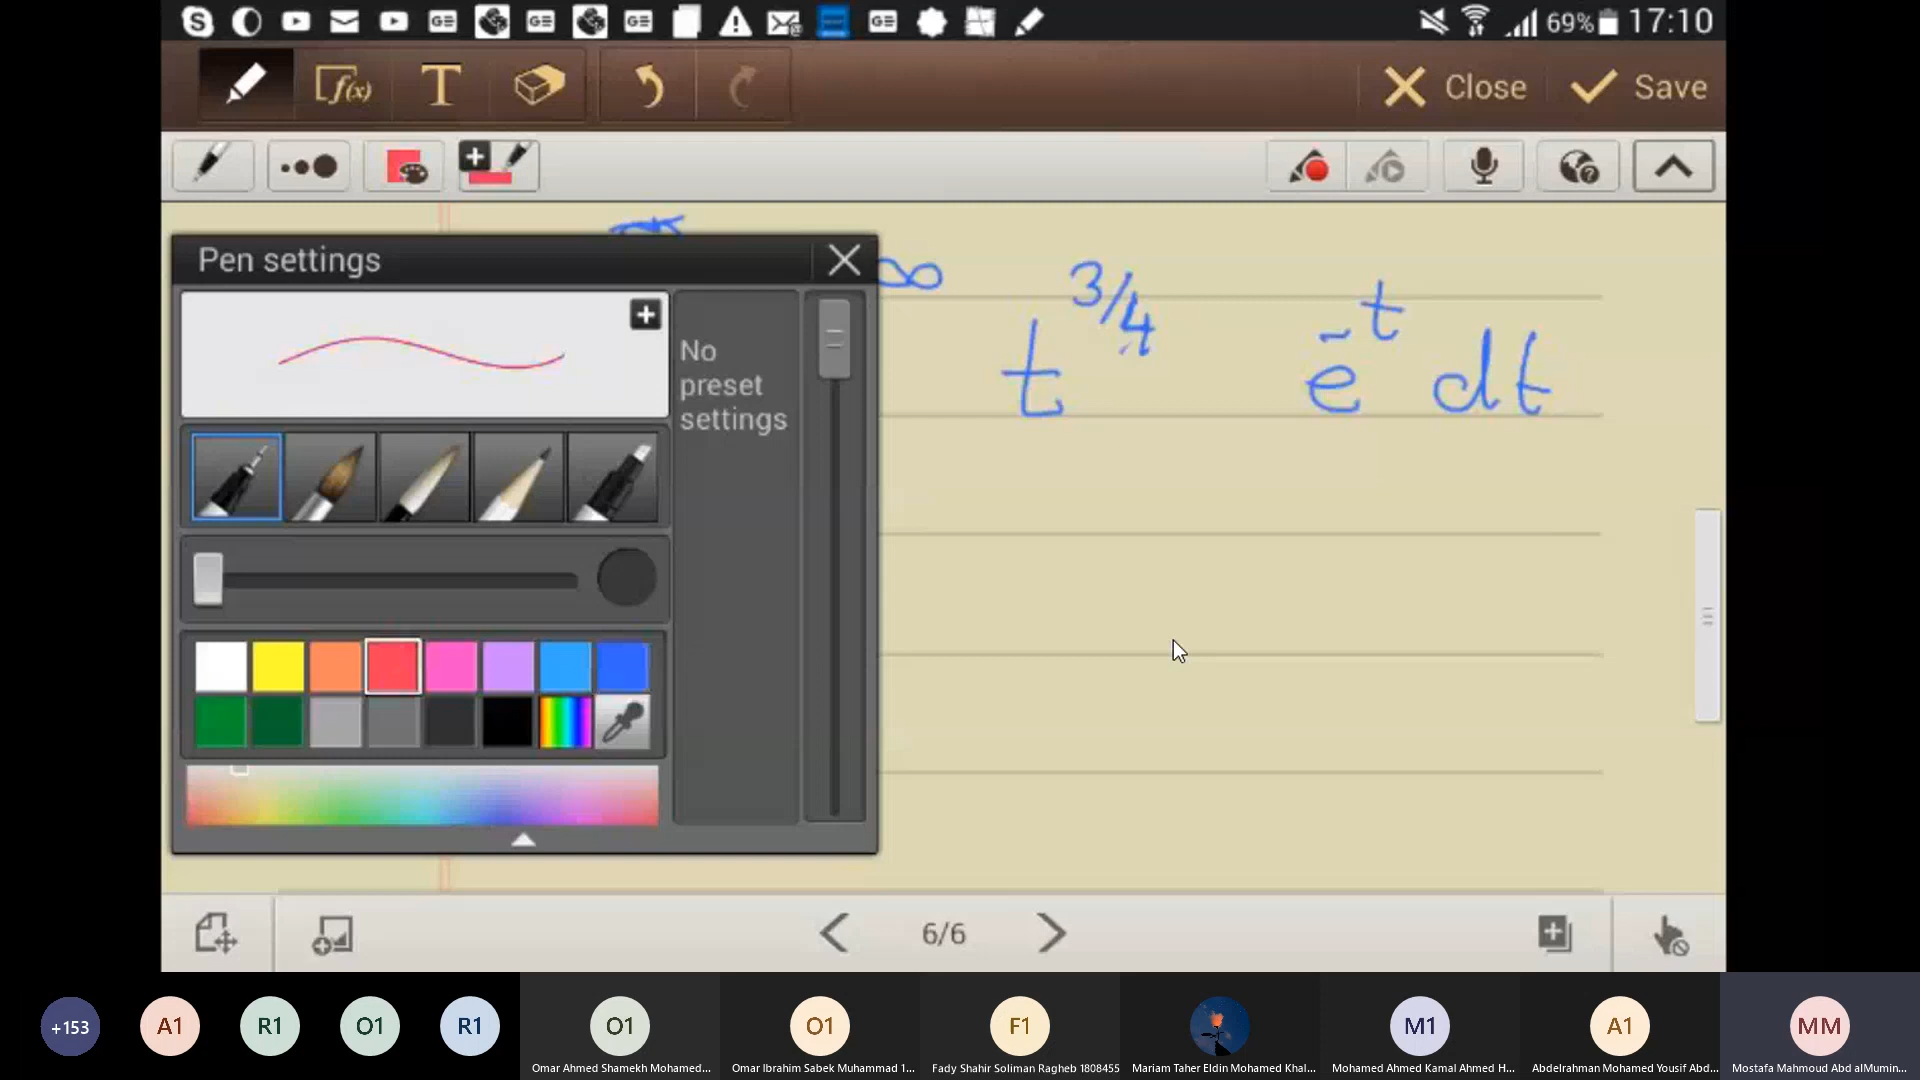 69% 17:10
T Close Save
Pen settings
No
preset
settings
∞ t^{3/4} e^{-t} dt
6/6
+153 A1 R1 O1 R1 O1 O1 F1 M1 A1 MM
Omar Ahmed Shamekh Mohamed... Omar Ibrahim Sabek Muhammad 1... Fady Shahir Soliman Ragheb 1808455 Mariam Taher Eldin Mohamed Khal... Mohamed Ahmed Kamal Ahmed H... Abdelrahman Mohamed Yousif Abd... Mostafa Mahmoud Abd alMumin...